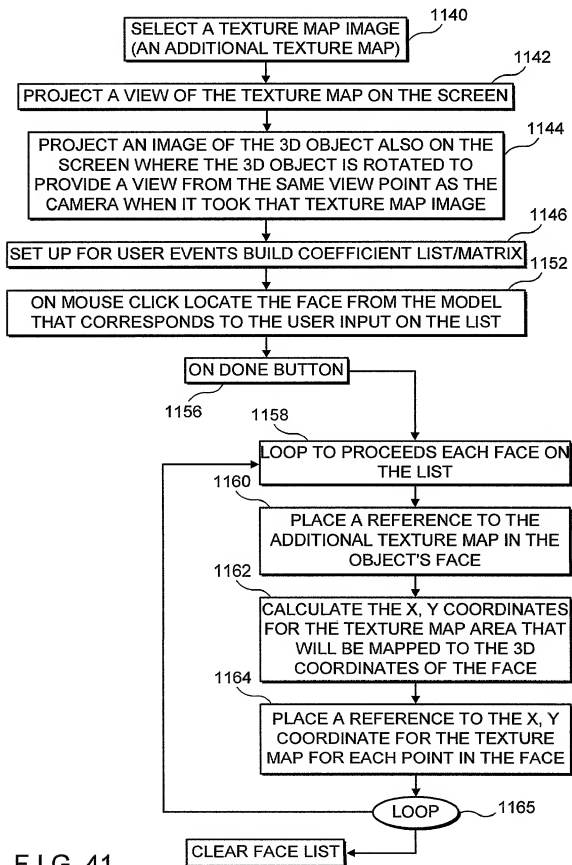 SELECT A TEXTURE MAP IMAGE
(AN ADDITIONAL TEXTURE MAP)
1140
1142
PROJECT A VIEW OF THE TEXTURE MAP ON THE SCREEN
1144
PROJECT AN IMAGE OF THE 3D OBJECT ALSO ON THE
SCREEN WHERE THE 3D OBJECT IS ROTATED TO
PROVIDE A VIEW FROM THE SAME VIEW POINT AS THE
CAMERA WHEN IT TOOK THAT TEXTURE MAP IMAGE
1146
SET UP FOR USER EVENTS BUILD COEFFICIENT LIST/MATRIX
1152
ON MOUSE CLICK LOCATE THE FACE FROM THE MODEL
THAT CORRESPONDS TO THE USER INPUT ON THE LIST
ON DONE BUTTON
1156
1158
LOOP TO PROCEEDS EACH FACE ON
THE LIST
1160
PLACE A REFERENCE TO THE
ADDITIONAL TEXTURE MAP IN THE
OBJECT'S FACE
1162
CALCULATE THE X, Y COORDINATES
FOR THE TEXTURE MAP AREA THAT
WILL BE MAPPED TO THE 3D
COORDINATES OF THE FACE
1164
PLACE A REFERENCE TO THE X, Y
COORDINATE FOR THE TEXTURE
MAP FOR EACH POINT IN THE FACE
LOOP
1165
CLEAR FACE LIST
FIG. 41